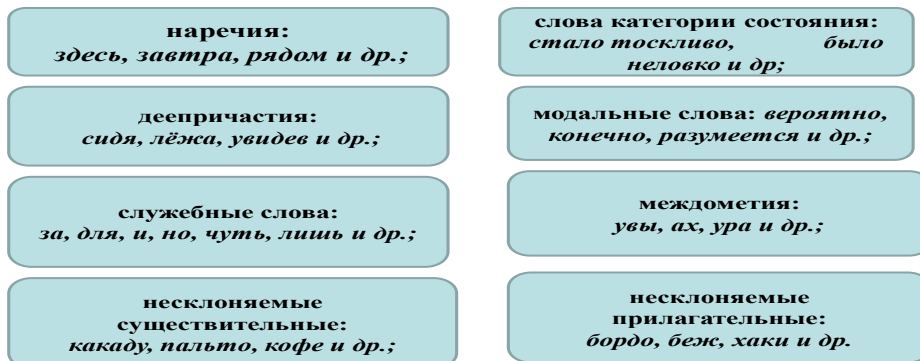 наречия:
здесь, завтра, рядом и др.;
слова категории состояния:
стало тоскливо, было
неловко и др;
деепричастия:
сидя, лёжа, увидев и др.;
модальные слова: вероятно,
конечно, разумеется и др.;
служебные слова:
за, для, и, но, чуть, лишь и др.;
междометия:
увы, ах, ура и др.;
несклоняемые
существительные:
какаду, пальто, кофе и др.;
несклоняемые
прилагательные:
бордо, беж, хаки и др.